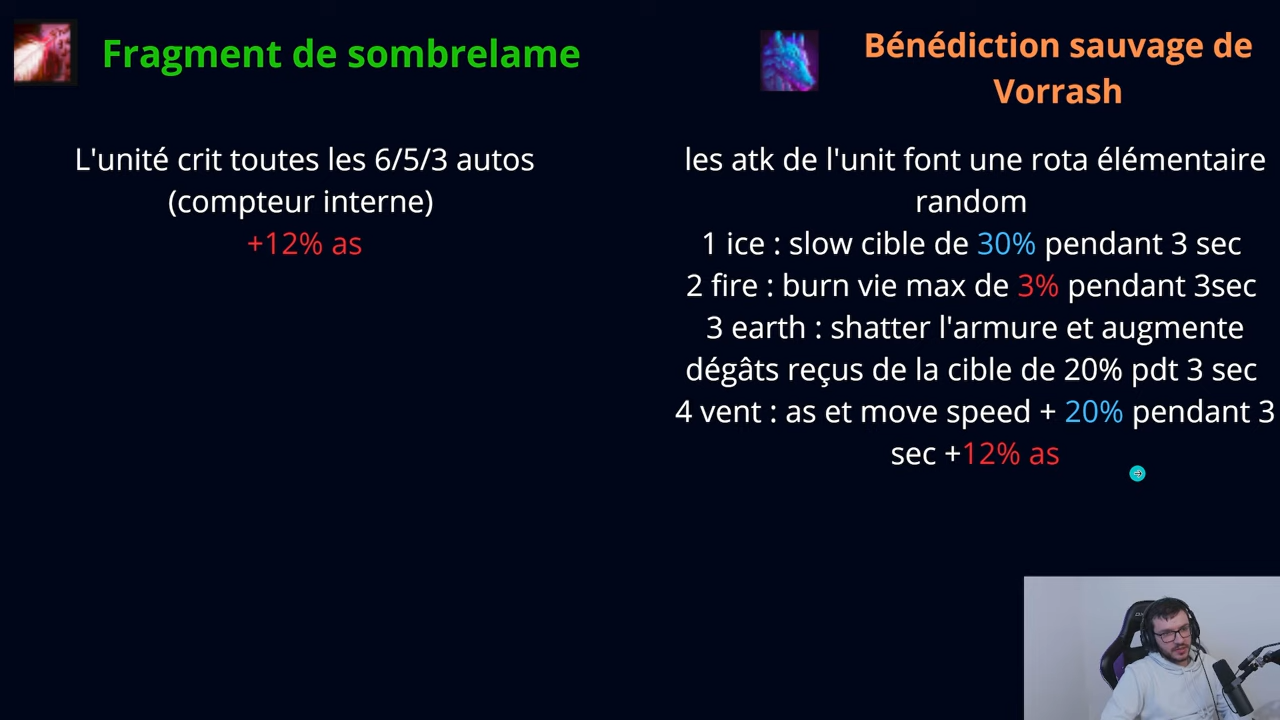 Fragment de sombrelame
L'unité crit toutes les 6/5/3 autos
(compteur interne)
+12% as
Bénédiction sauvage de
Vorrash
les atk de l'unit font une rota élémentaire
random
1 ice : slow cible de 30% pendant 3 sec
2 fire : burn vie max de 3% pendant 3sec
3 earth : shatter l'armure et augmente
dégâts reçus de la cible de 20% pdt 3 sec
4 vent : as et move speed + 20% pendant 3
sec +12% as